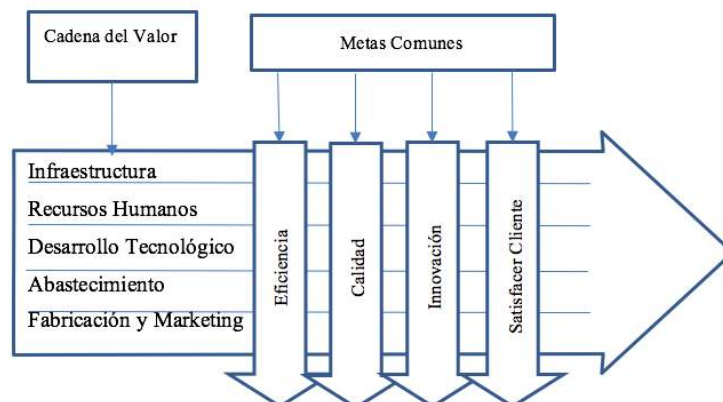 Cadena del Valor
Metas Comunes
Infraestructura
Recursos Humanos
Desarrollo Tecnológico
Abastecimiento
Fabricación y Marketing
Eficiencia
Calidad
Innovación
Satisfacer Cliente